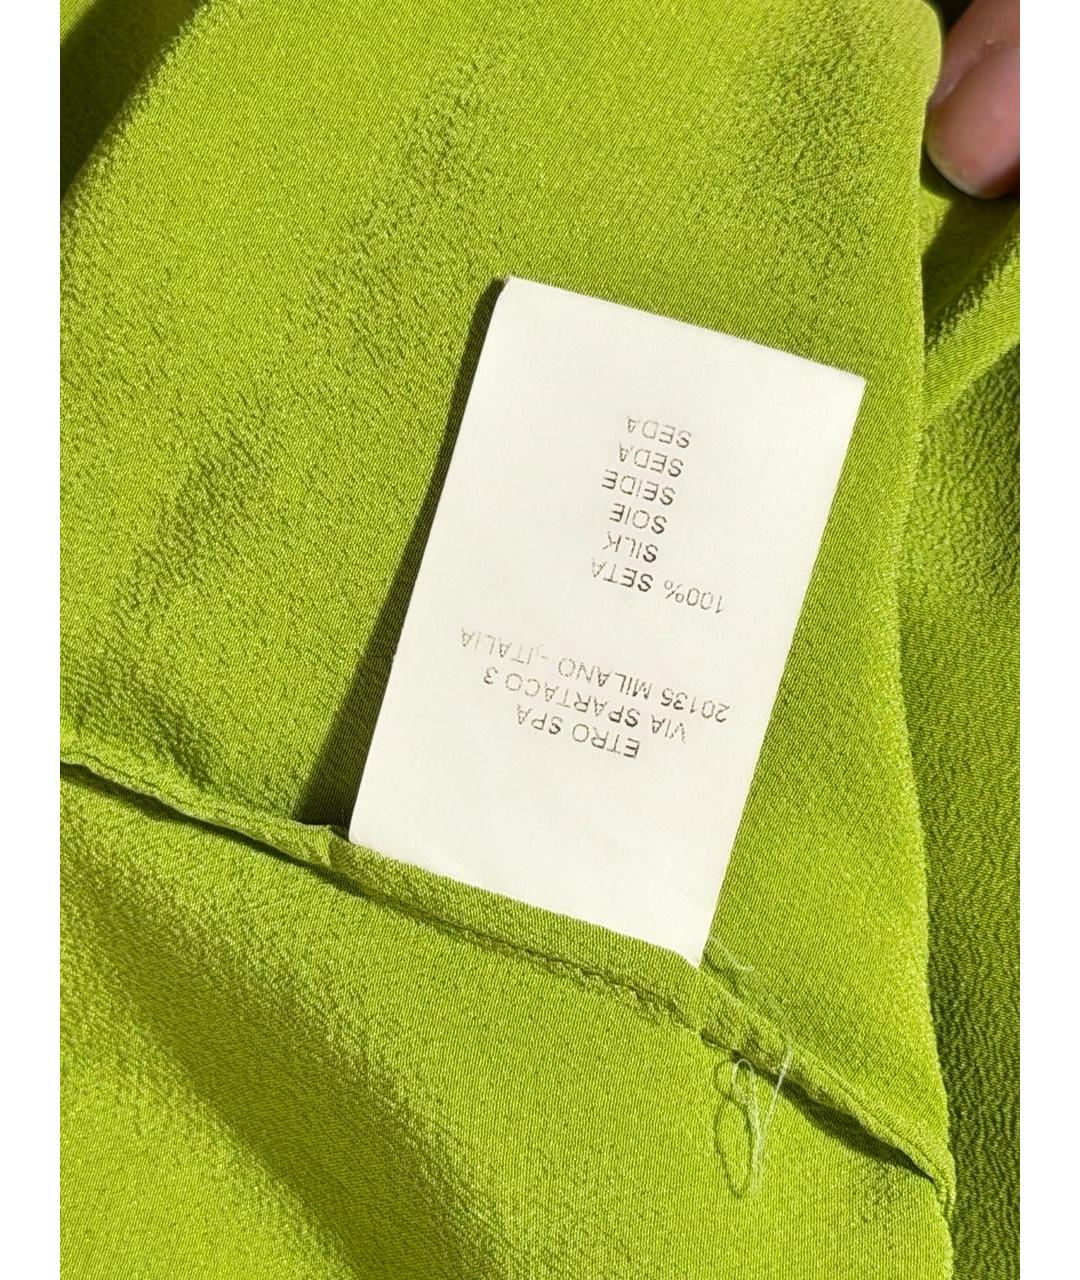 ETRO SPA
VIA SPARTACO 3
20135 MILANO - ITALIA
100% SETA
SILK
SOIE
SEIDE
SEDA
SEDA